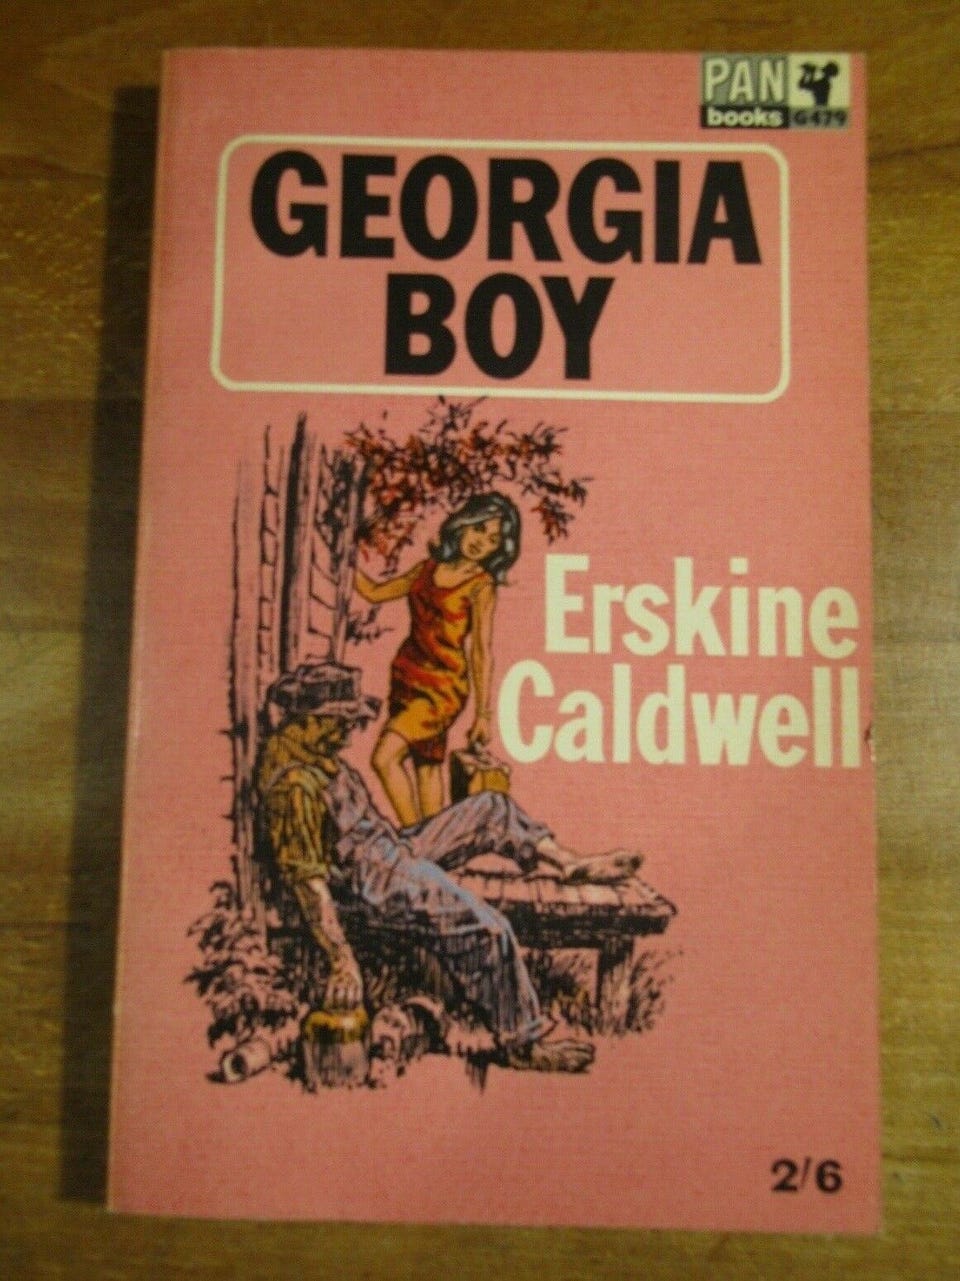 PAN
books G479
GEORGIA
BOY
Erskine
Caldwell
2/6